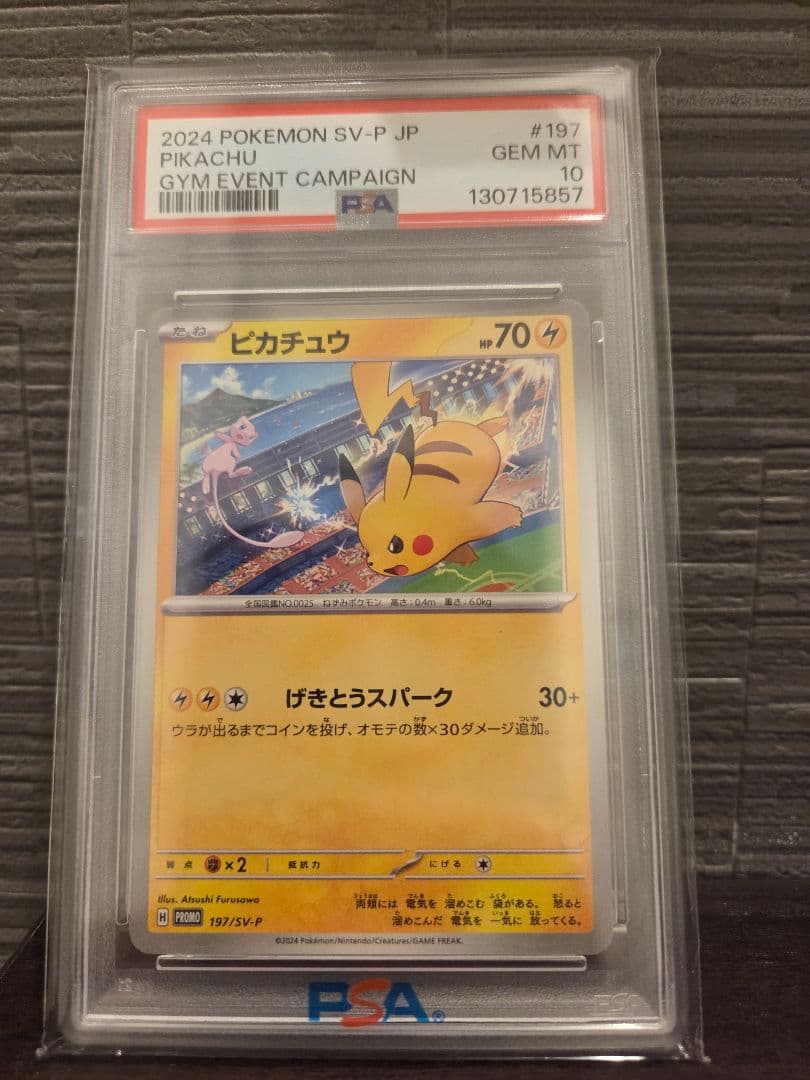 2024 POKEMON SV-P JP #197
PIKACHU GEM MT
GYM EVENT CAMPAIGN 10
PSA 130715857
たね ピカチュウ HP 70
全国図鑑NO.0025 ねずみポケモン 高さ:0.4m 重さ:6.0kg
げきとうスパーク 30+
ウラが出るまでコインを投げ、オモテの数×30ダメージ追加。
弱点 ×2 抵抗力 にげる
Illus. Atsushi Furusawa
H PROMO 197/SV-P
両頬には 電気を 溜めこむ 袋がある。 怒ると
溜めこんだ 電気を 一気に 放ってくる。
©2024 Pokémon/Nintendo/Creatures/GAME FREAK.
PSA®